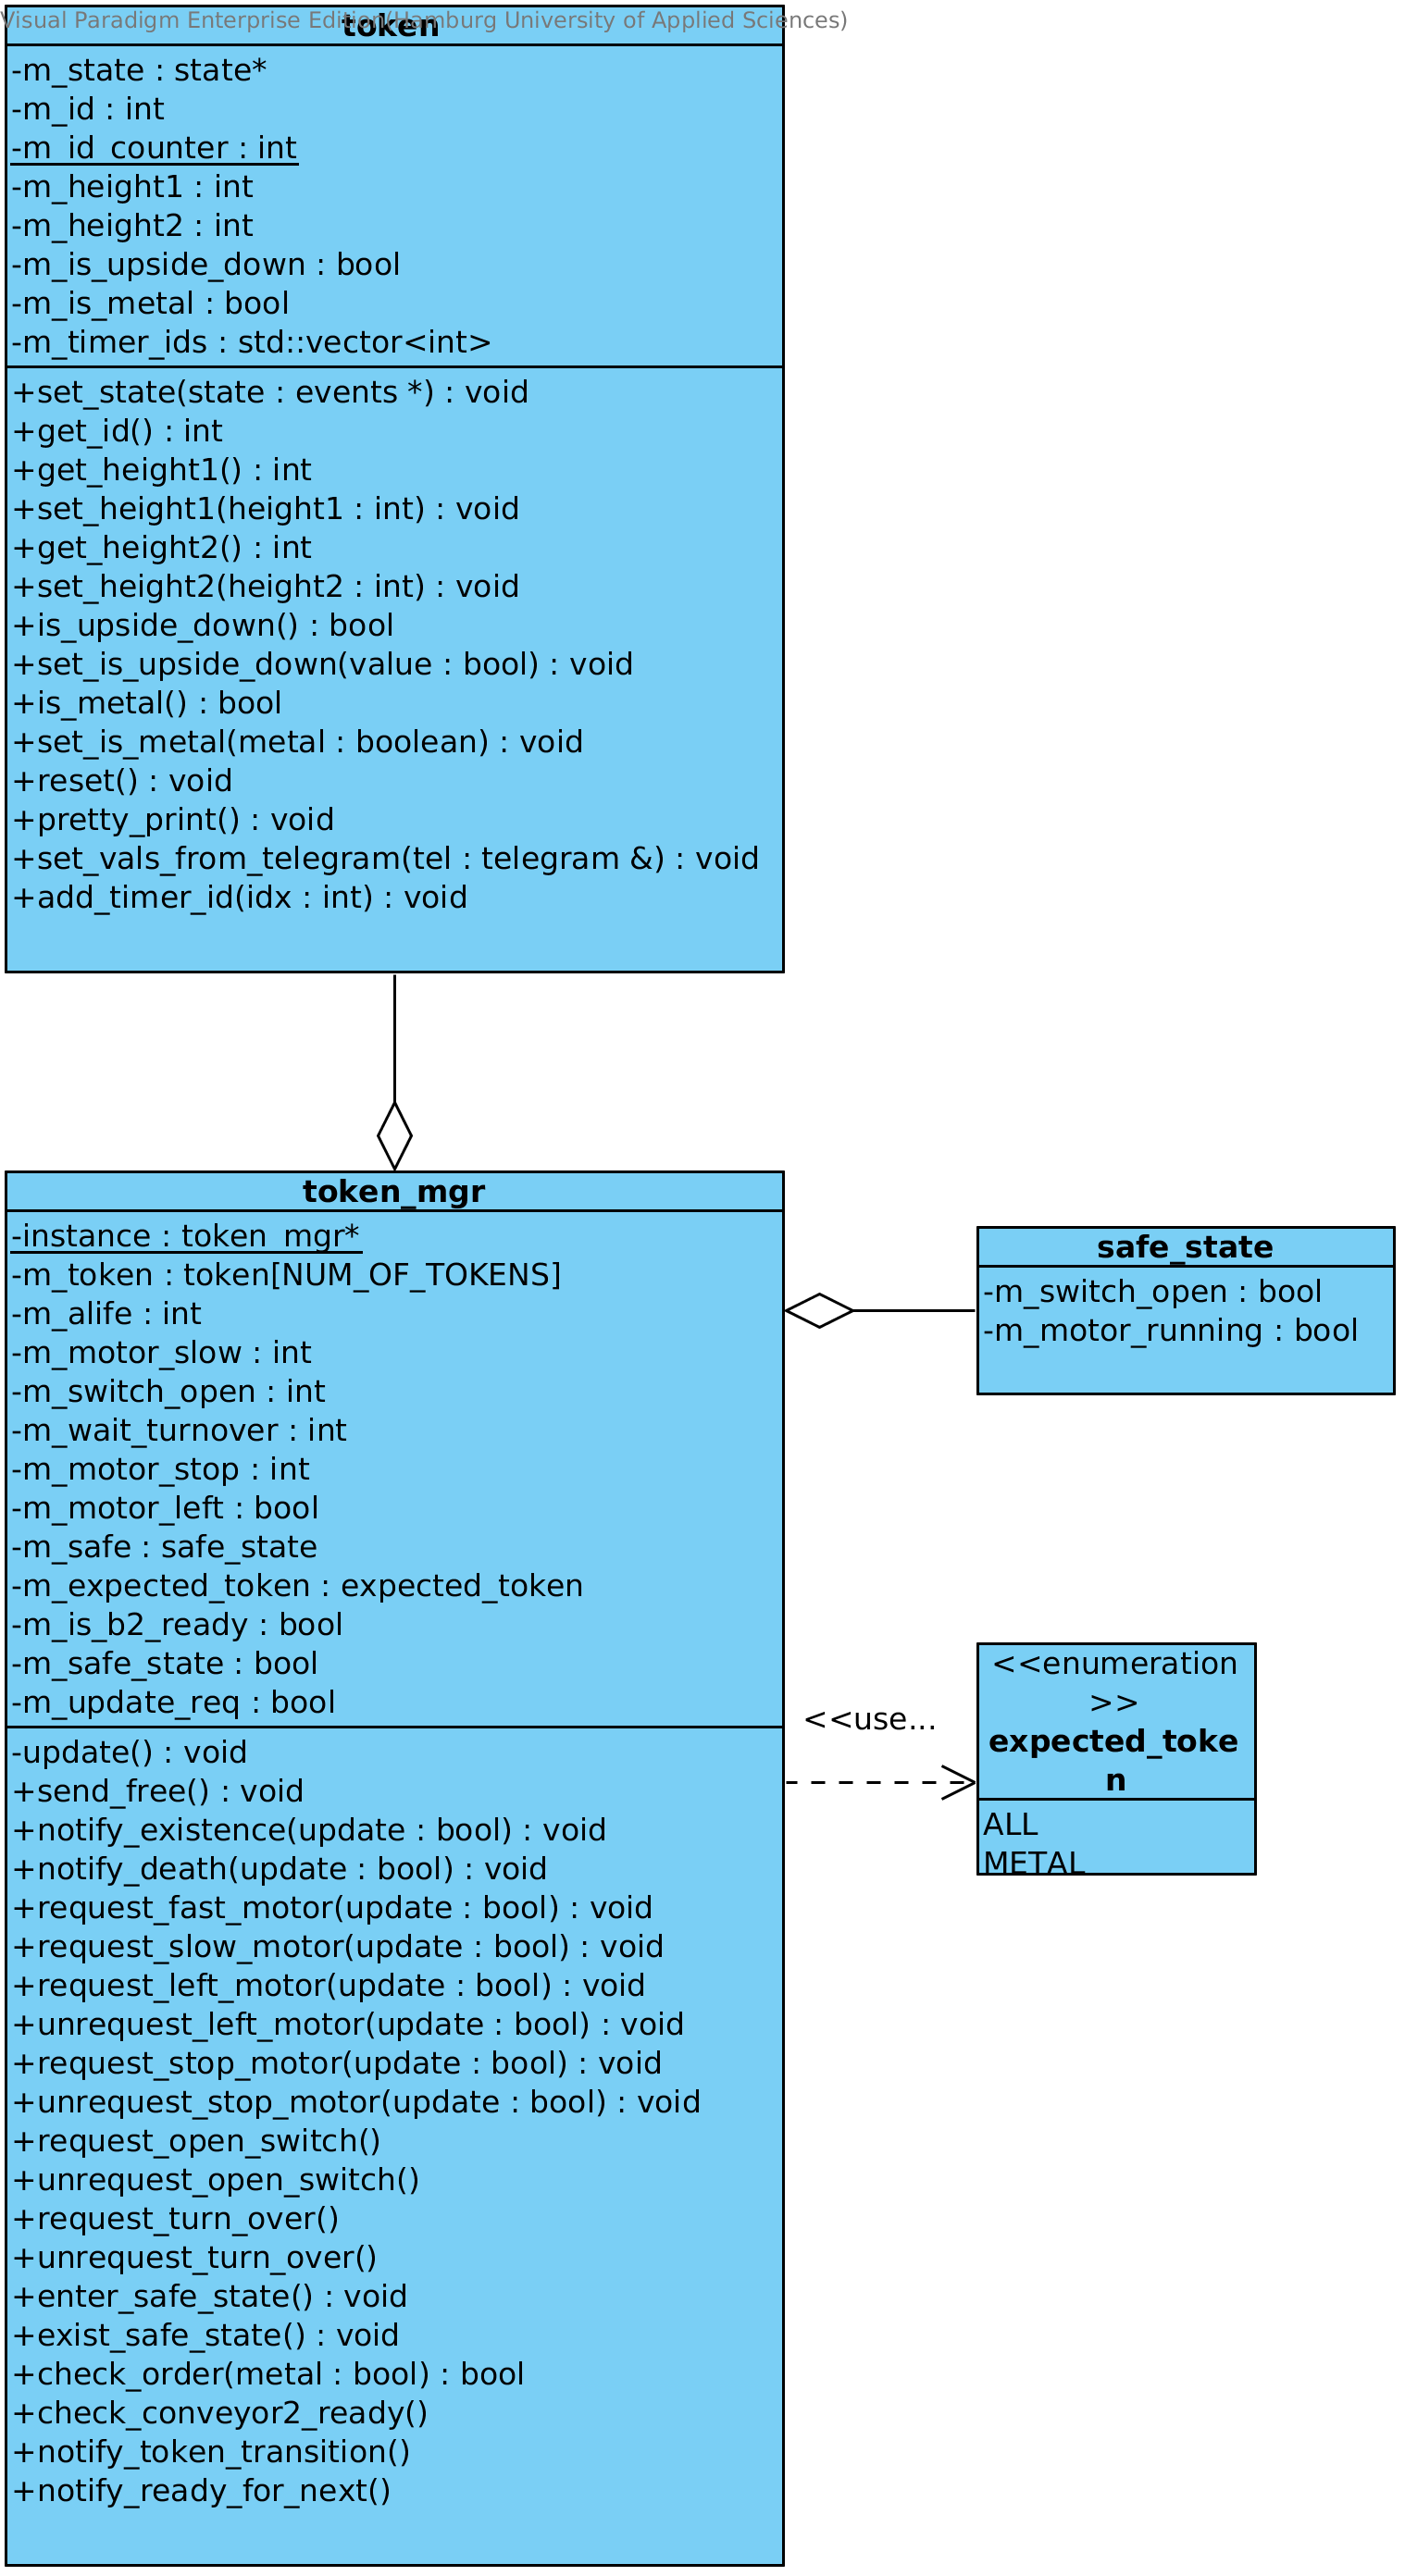 Visual Paradigm Enterprise Edition(Hamburg University of Applied Sciences)
token
-m_state : state*
-m_id : int
-m_id_counter : int
-m_height1 : int
-m_height2 : int
-m_is_upside_down : bool
-m_is_metal : bool
-m_timer_ids : std::vector<int>
+set_state(state : events *) : void
+get_id() : int
+get_height1() : int
+set_height1(height1 : int) : void
+get_height2() : int
+set_height2(height2 : int) : void
+is_upside_down() : bool
+set_is_upside_down(value : bool) : void
+is_metal() : bool
+set_is_metal(metal : boolean) : void
+reset() : void
+pretty_print() : void
+set_vals_from_telegram(tel : telegram &) : void
+add_timer_id(idx : int) : void
token_mgr
-instance : token_mgr*
-m_token : token[NUM_OF_TOKENS]
-m_alife : int
-m_motor_slow : int
-m_switch_open : int
-m_wait_turnover : int
-m_motor_stop : int
-m_motor_left : bool
-m_safe : safe_state
-m_expected_token : expected_token
-m_is_b2_ready : bool
-m_safe_state : bool
-m_update_req : bool
-update() : void
+send_free() : void
+notify_existence(update : bool) : void
+notify_death(update : bool) : void
+request_fast_motor(update : bool) : void
+request_slow_motor(update : bool) : void
+request_left_motor(update : bool) : void
+unrequest_left_motor(update : bool) : void
+request_stop_motor(update : bool) : void
+unrequest_stop_motor(update : bool) : void
+request_open_switch()
+unrequest_open_switch()
+request_turn_over()
+unrequest_turn_over()
+enter_safe_state() : void
+exist_safe_state() : void
+check_order(metal : bool) : bool
+check_conveyor2_ready()
+notify_token_transition()
+notify_ready_for_next()
safe_state
-m_switch_open : bool
-m_motor_running : bool
<<use...
<<enumeration
>>
expected_toke
n
ALL
METAL